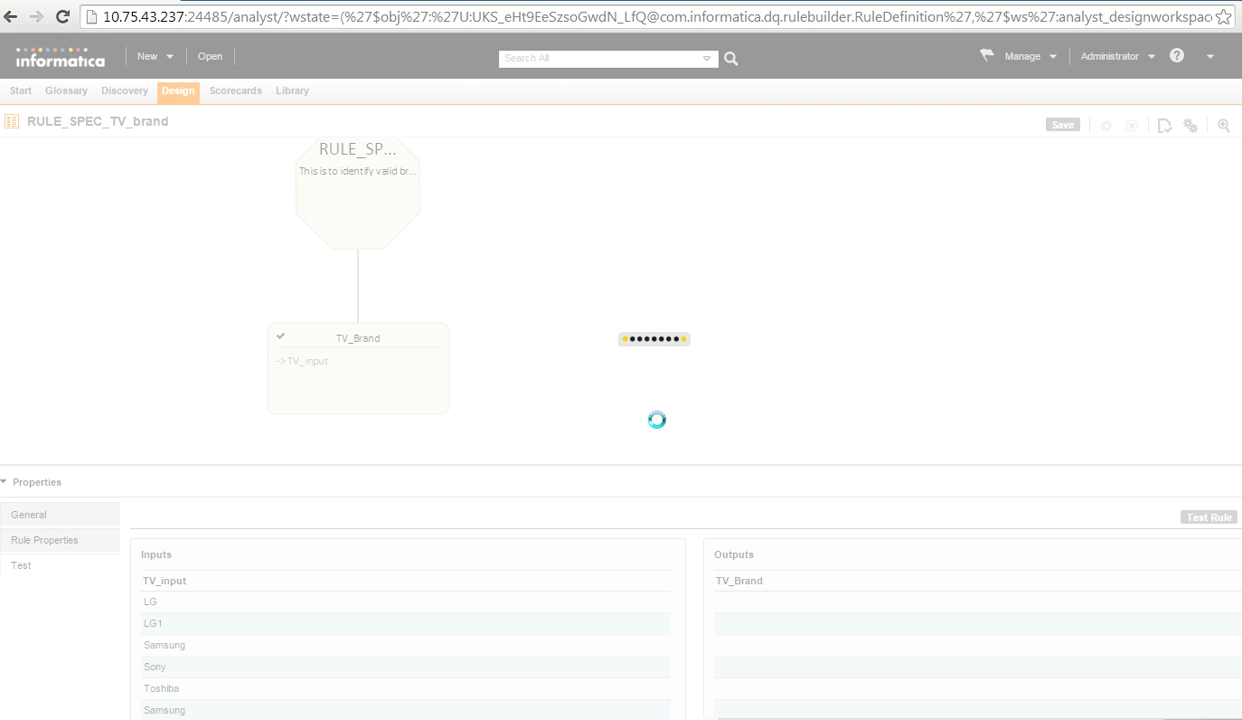 10.75.43.237:24485/analyst/?wstate=(%27$obj%27:%27U:UKS_eHt9EeSzsoGwdN_LfQ@com.informatica.dq.rulebuilder.RuleDefinition%27,%27$ws%27:analyst_designworkspac
informatica New Open Search All Manage Administrator ?
Start Glossary Discovery Design Scorecards Library
RULE_SPEC_TV_brand Save
RULE_SP...
This is to identify valid br...
TV_Brand
->TV_input
Properties
General
Rule Properties
Test
Test Rule
Inputs
TV_input
LG
LG1
Samsung
Sony
Toshiba
Samsung
Outputs
TV_Brand